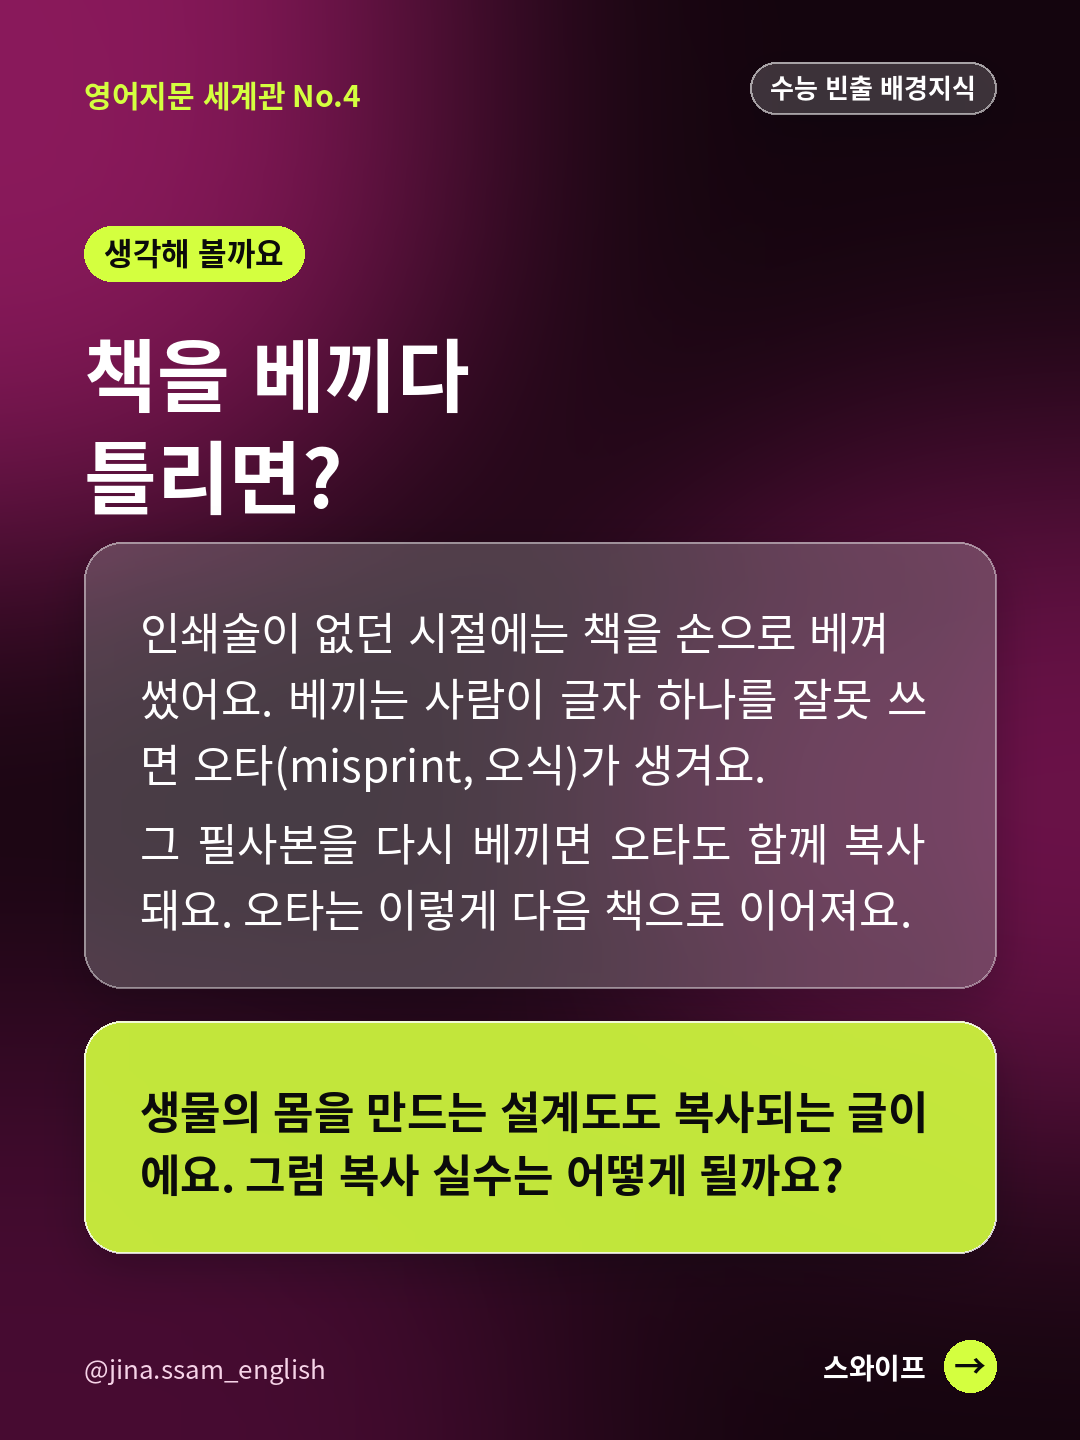 영어지문 세계관 No.4
수능 빈출 배경지식
생각해 볼까요
책을 베끼다
틀리면?
인쇄술이 없던 시절에는 책을 손으로 베껴
썼어요. 베끼는 사람이 글자 하나를 잘못 쓰
면 오타(misprint, 오식)가 생겨요.
그 필사본을 다시 베끼면 오타도 함께 복사
돼요. 오타는 이렇게 다음 책으로 이어져요.
생물의 몸을 만드는 설계도도 복사되는 글이
에요. 그럼 복사 실수는 어떻게 될까요?
@jina.ssam_english
스와이프 →